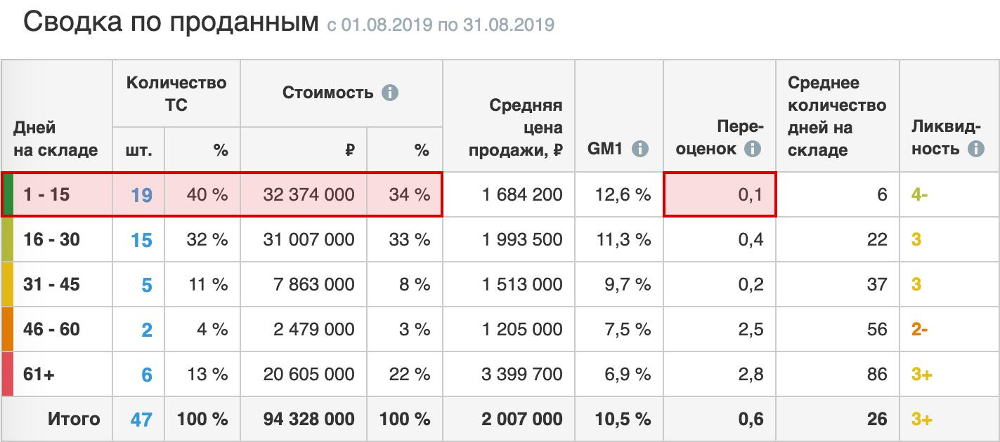 Сводка по проданным с 01.08.2019 по 31.08.2019
Дней на складе Количество ТС Стоимость Средняя цена продажи, ₽ GM1 Пере-оценок Среднее количество дней на складе Ликвид-ность
шт. % ₽ %
1 - 15 19 40 % 32 374 000 34 % 1 684 200 12,6 % 0,1 6 4-
16 - 30 15 32 % 31 007 000 33 % 1 993 500 11,3 % 0,4 22 3
31 - 45 5 11 % 7 863 000 8 % 1 513 000 9,7 % 0,2 37 3
46 - 60 2 4 % 2 479 000 3 % 1 205 000 7,5 % 2,5 56 2-
61+ 6 13 % 20 605 000 22 % 3 399 700 6,9 % 2,8 86 3+
Итого 47 100 % 94 328 000 100 % 2 007 000 10,5 % 0,6 26 3+